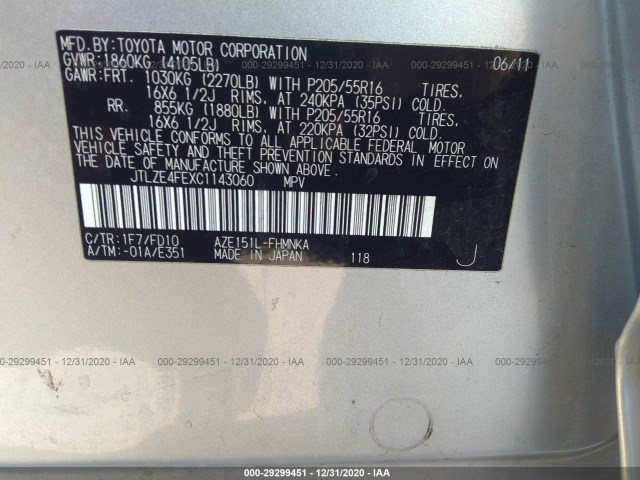 MFD.BY:TOYOTA MOTOR CORPORATION 06/11
GVWR:1860KG (4105LB)
GAWR:FRT. 1030KG (2270LB) WITH P205/55R16 TIRES.
16X6 1/2J RIMS. AT 240KPA (35PSI) COLD.
RR. 855KG (1880LB) WITH P205/55R16 TIRES.
16X6 1/2J RIMS. AT 220KPA (32PSI) COLD.
THIS VEHICLE CONFORMS TO ALL APPLICABLE FEDERAL MOTOR
VEHICLE SAFETY AND THEFT PREVENTION STANDARDS IN EFFECT ON
THE DATE OF MANUFACTURE SHOWN ABOVE.
JTLZE4FEXC1143060 MPV
C/TR:1F7/FD10 AZE151L-FHMNKA
A/TM:-01A/E351 MADE IN JAPAN 118 J
000-29299451 - 12/31/2020 - IAA